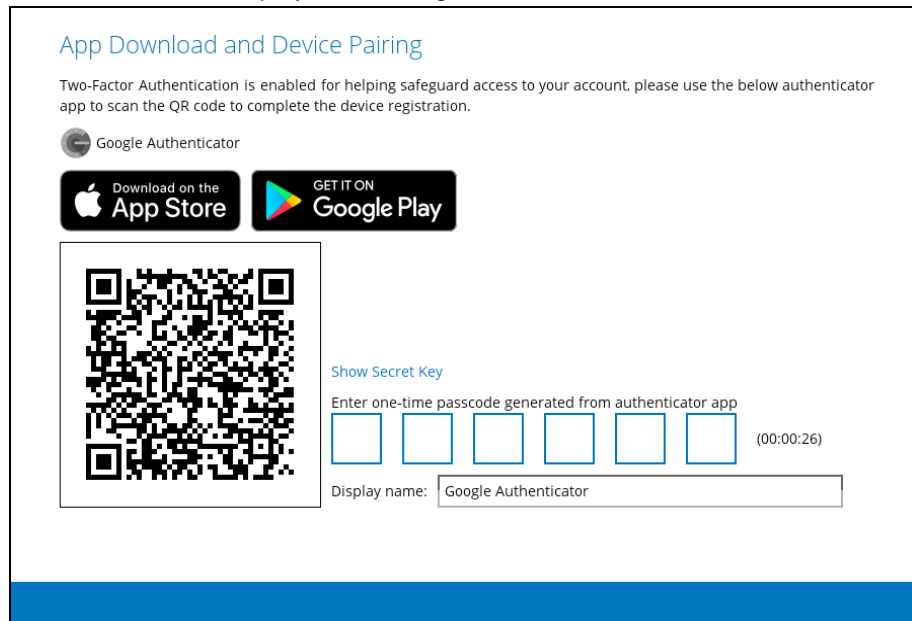 App Download and Device Pairing
Two-Factor Authentication is enabled for helping safeguard access to your account, please use the below authenticator
app to scan the QR code to complete the device registration.
Google Authenticator
Download on the
App Store
GET IT ON
Google Play
Show Secret Key
Enter one-time passcode generated from authenticator app
(00:00:26)
Display name: Google Authenticator